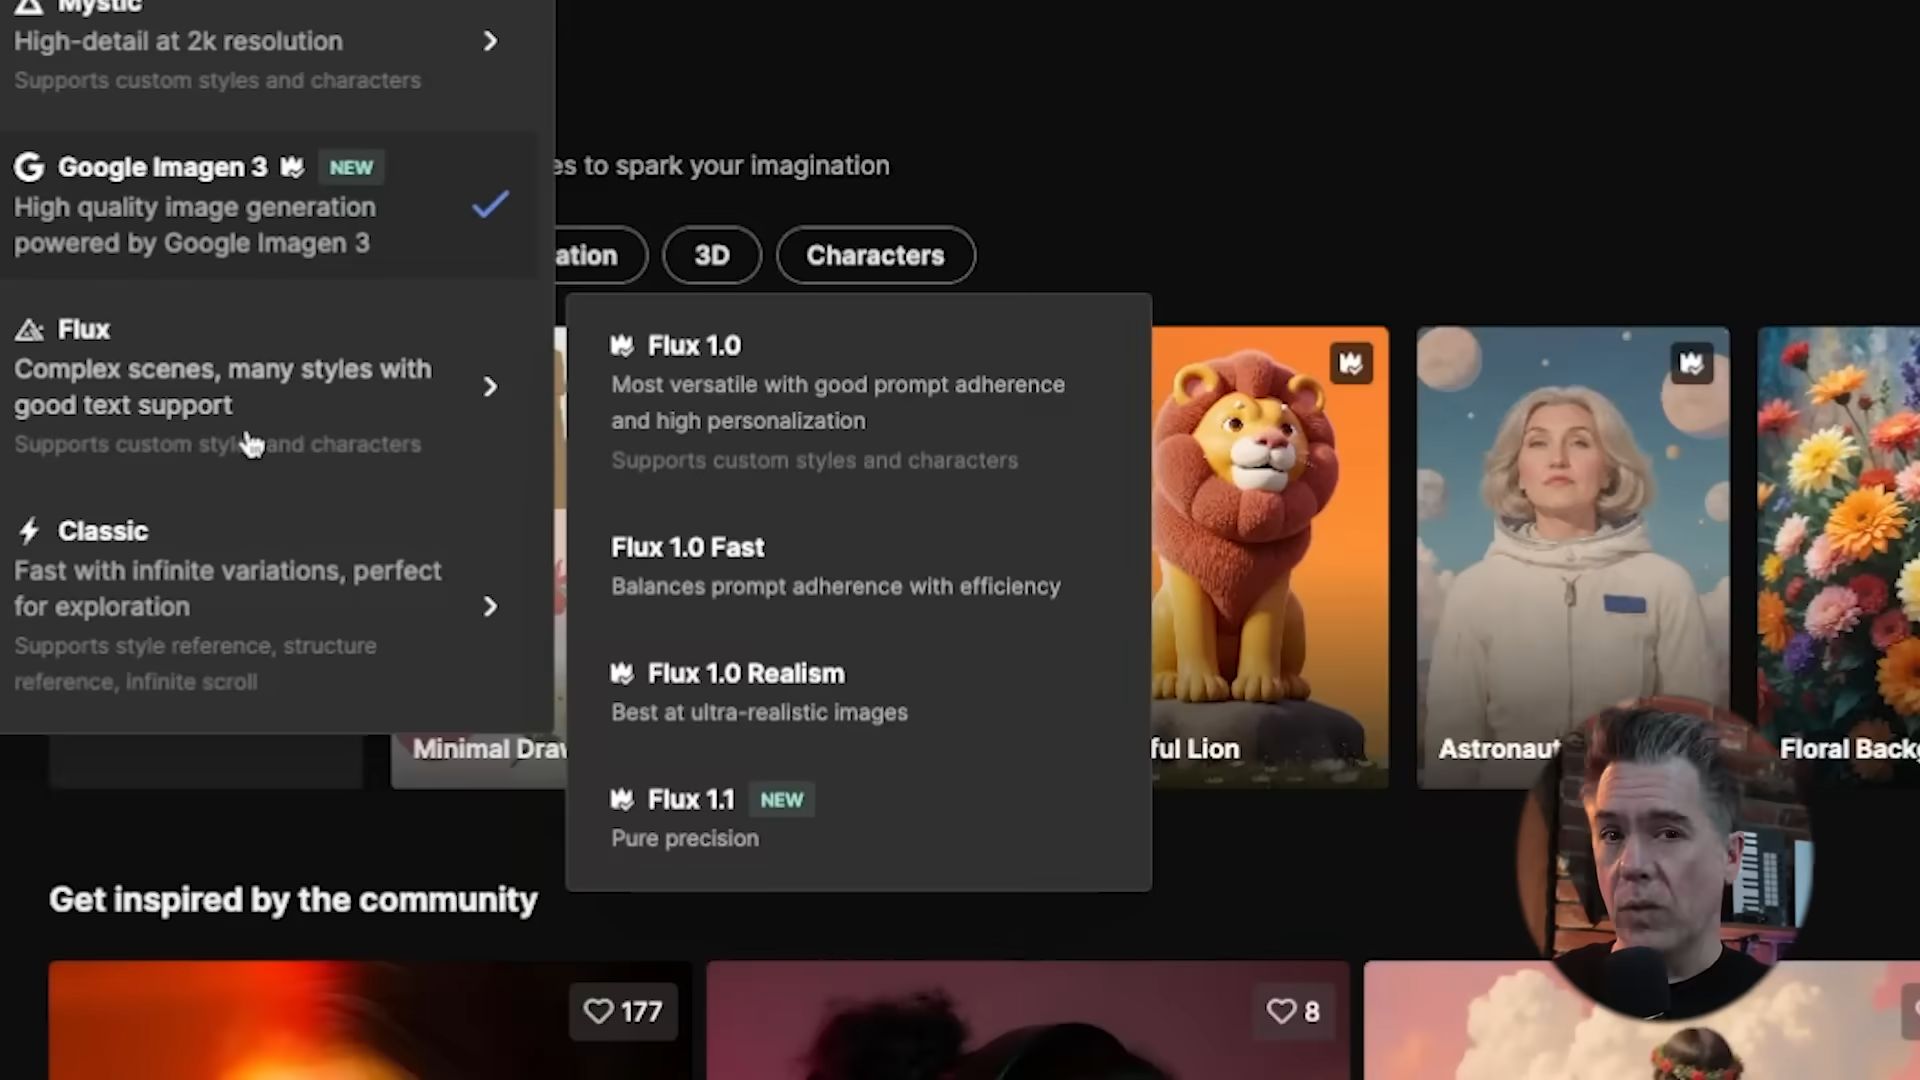 Mystic
High-detail at 2k resolution
Supports custom styles and characters
Google Imagen 3 NEW
High quality image generation
powered by Google Imagen 3
Flux
Complex scenes, many styles with
good text support
Supports custom and characters
Classic
Fast with infinite variations, perfect
for exploration
Supports style reference, structure
reference, infinite scroll
es to spark your imagination
ation
3D
Characters
Flux 1.0
Most versatile with good prompt adherence
and high personalization
Supports custom styles and characters
Flux 1.0 Fast
Balances prompt adherence with efficiency
Flux 1.0 Realism
Best at ultra-realistic images
Flux 1.1 NEW
Pure precision
Minimal Draw
ful Lion
Astronaut
Floral Backg
Get inspired by the community
177
8